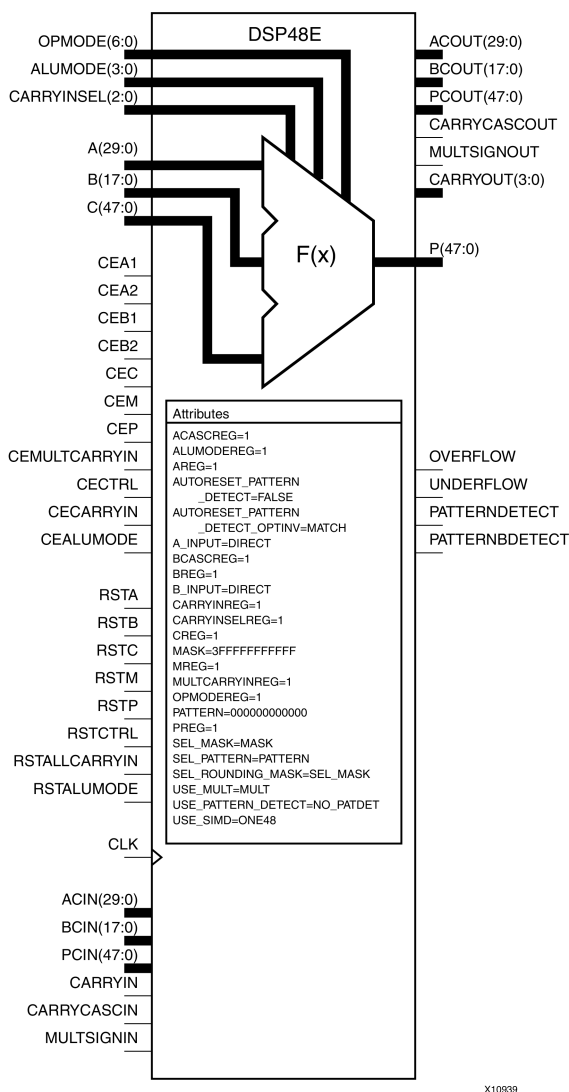 DSP48E
OPMODE(6:0)
ALUMODE(3:0)
CARRYINSEL(2:0)
A(29:0)
B(17:0)
C(47:0)
CEA1
CEA2
CEB1
CEB2
CEC
CEM
CEP
CEMULTCARRYIN
CECTRL
CECARRYIN
CEALUMODE
RSTA
RSTB
RSTC
RSTM
RSTP
RSTCTRL
RSTALLCARRYIN
RSTALUMODE
CLK
ACIN(29:0)
BCIN(17:0)
PCIN(47:0)
CARRYIN
CARRYCASCIN
MULTSIGNIN
F(x)
Attributes
ACASCREG=1
ALUMODEREG=1
AREG=1
AUTORESET_PATTERN
_DETECT=FALSE
AUTORESET_PATTERN
_DETECT_OPTINV=MATCH
A_INPUT=DIRECT
BCASCREG=1
BREG=1
B_INPUT=DIRECT
CARRYINREG=1
CARRYINSELREG=1
CREG=1
MASK=3FFFFFFFFFFF
MREG=1
MULTCARRYINREG=1
OPMODEREG=1
PATTERN=000000000000
PREG=1
SEL_MASK=MASK
SEL_PATTERN=PATTERN
SEL_ROUNDING_MASK=SEL_MASK
USE_MULT=MULT
USE_PATTERN_DETECT=NO_PATDET
USE_SIMD=ONE48
ACOUT(29:0)
BCOUT(17:0)
PCOUT(47:0)
CARRYCASCOUT
MULTSIGNOUT
CARRYOUT(3:0)
P(47:0)
OVERFLOW
UNDERFLOW
PATTERNDETECT
PATTERNBDETECT
X10939